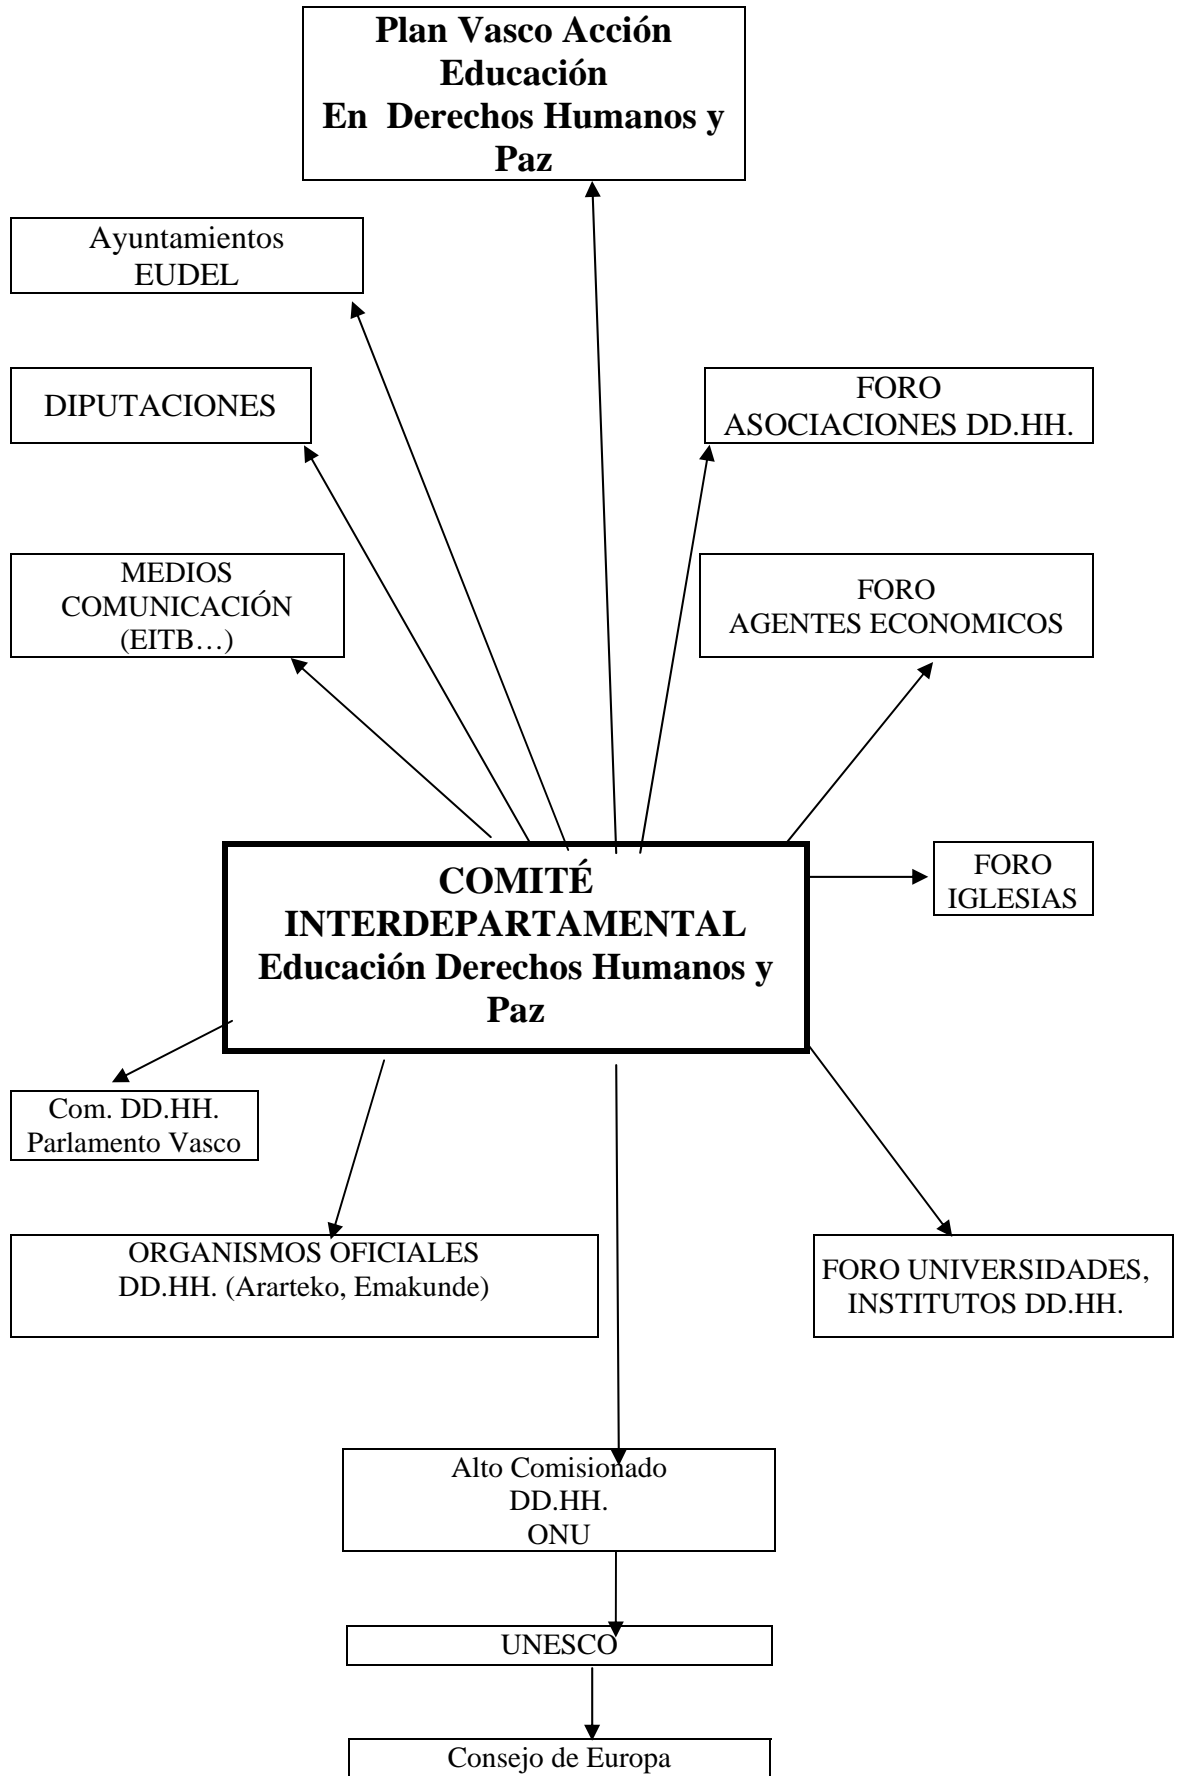 Plan Vasco Acción
Educación
En Derechos Humanos y
Paz
Ayuntamientos
EUDEL
DIPUTACIONES
FORO
ASOCIACIONES DD.HH.
MEDIOS
COMUNICACIÓN
(EITB…)
FORO
AGENTES ECONOMICOS
COMITÉ
INTERDEPARTAMENTAL
Educación Derechos Humanos y
Paz
FORO
IGLESIAS
Com. DD.HH.
Parlamento Vasco
ORGANISMOS OFICIALES
DD.HH. (Ararteko, Emakunde)
FORO UNIVERSIDADES,
INSTITUTOS DD.HH.
Alto Comisionado
DD.HH.
ONU
UNESCO
Consejo de Europa